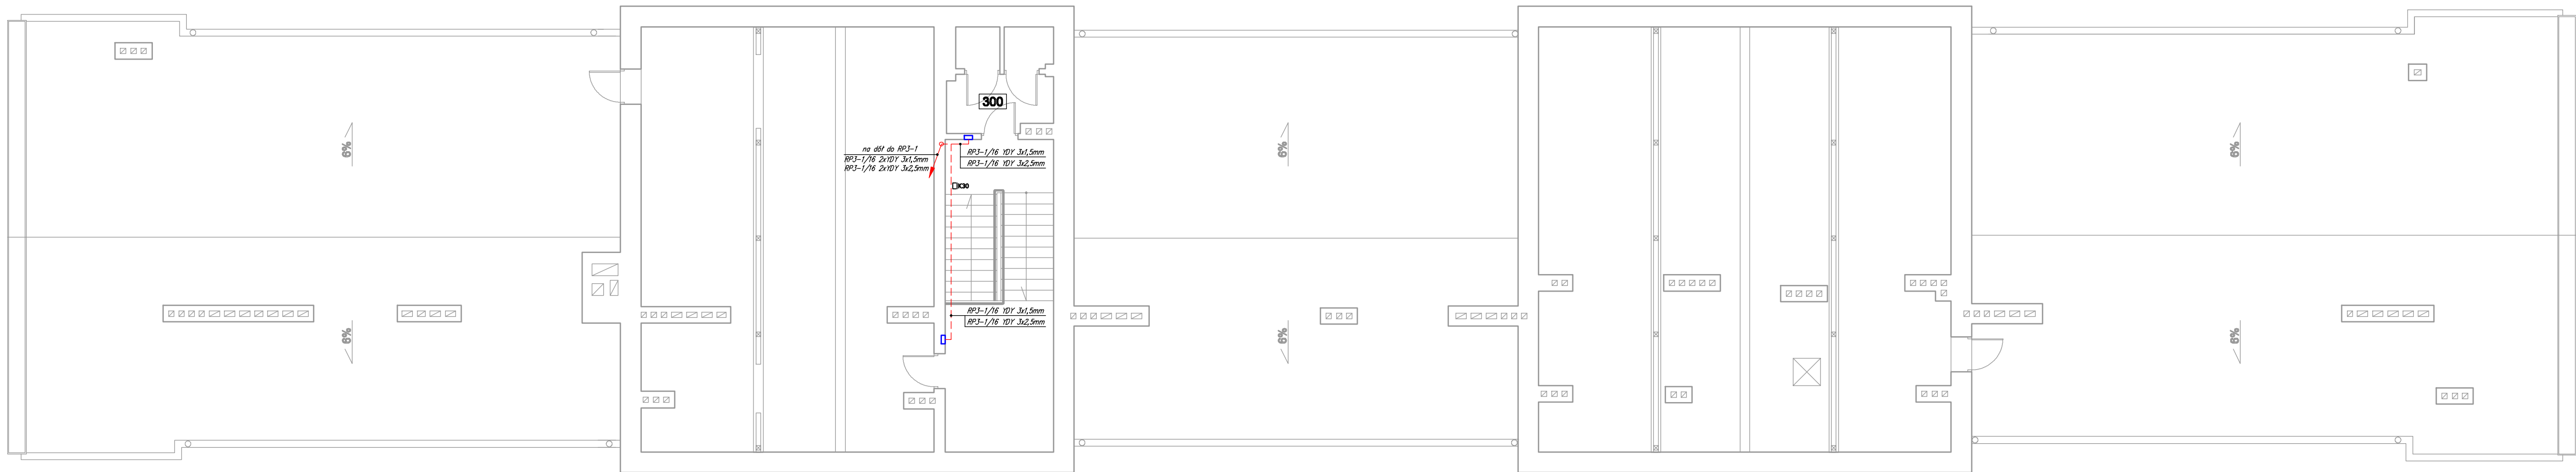 300
na dół do RP3-1
RP3-1/16 2xYDY 3x1,5mm
RP3-1/16 2xYDY 3x2,5mm
RP3-1/16 YDY 3x1,5mm
RP3-1/16 YDY 3x2,5mm
6%
6%
6%
RP3-1/16 YDY 3x1,5mm
RP3-1/16 YDY 3x2,5mm
6%
6%
6%